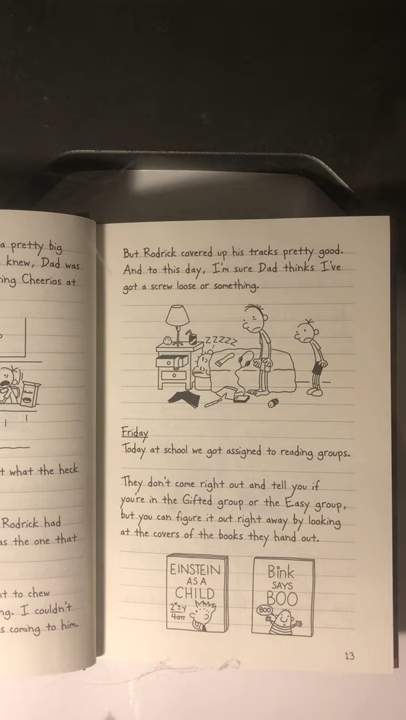 a pretty big
knew, Dad was
ing Cheerios at
t what the heck
Rodrick had
as the one that
t to chew
ng. I couldn't
s coming to him.
But Rodrick covered up his tracks pretty good.
And to this day, I'm sure Dad thinks I've
got a screw loose or something.
ZZZZZ
Friday
Today at school we got assigned to reading groups.
They don't come right out and tell you if
you're in the Gifted group or the Easy group,
but you can figure it out right away by looking
at the covers of the books they hand out.
EINSTEIN
AS A
CHILD
Bink
SAYS
BOO
BOO
13